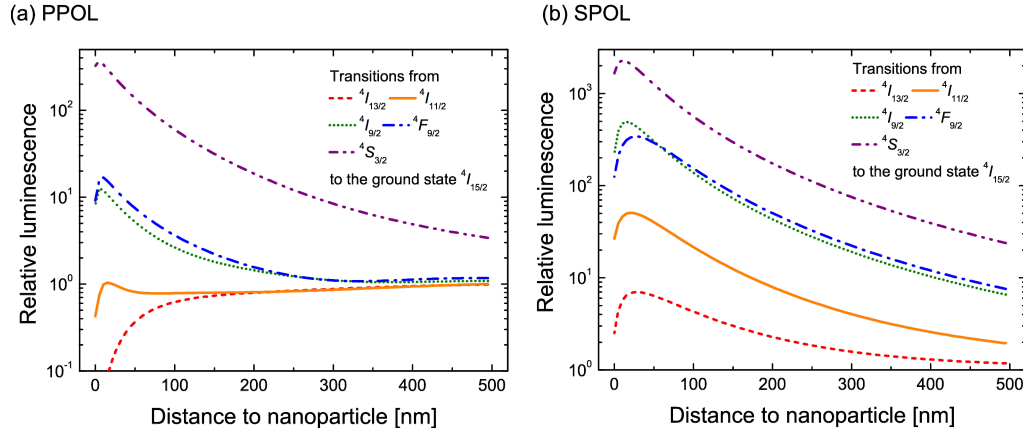 (a) PPOL
Relative luminescence
10²
10¹
10⁰
10⁻¹
Transitions from
⁴I₁₃/₂ ⁴I₁₁/₂
⁴I₉/₂ ⁴F₉/₂
⁴S₃/₂
to the ground state ⁴I₁₅/₂
0 100 200 300 400 500
Distance to nanoparticle [nm]
(b) SPOL
Relative luminescence
10³
10²
10¹
10⁰
Transitions from
⁴I₁₃/₂ ⁴I₁₁/₂
⁴I₉/₂ ⁴F₉/₂
⁴S₃/₂
to the ground state ⁴I₁₅/₂
0 100 200 300 400 500
Distance to nanoparticle [nm]